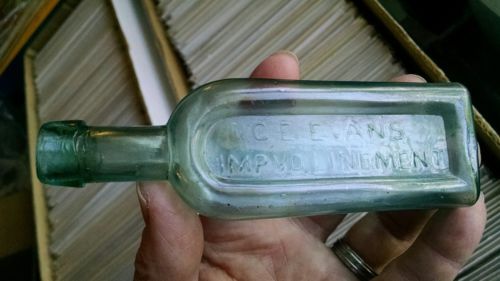 C. E. EVANS
IMPVD LINEMENT